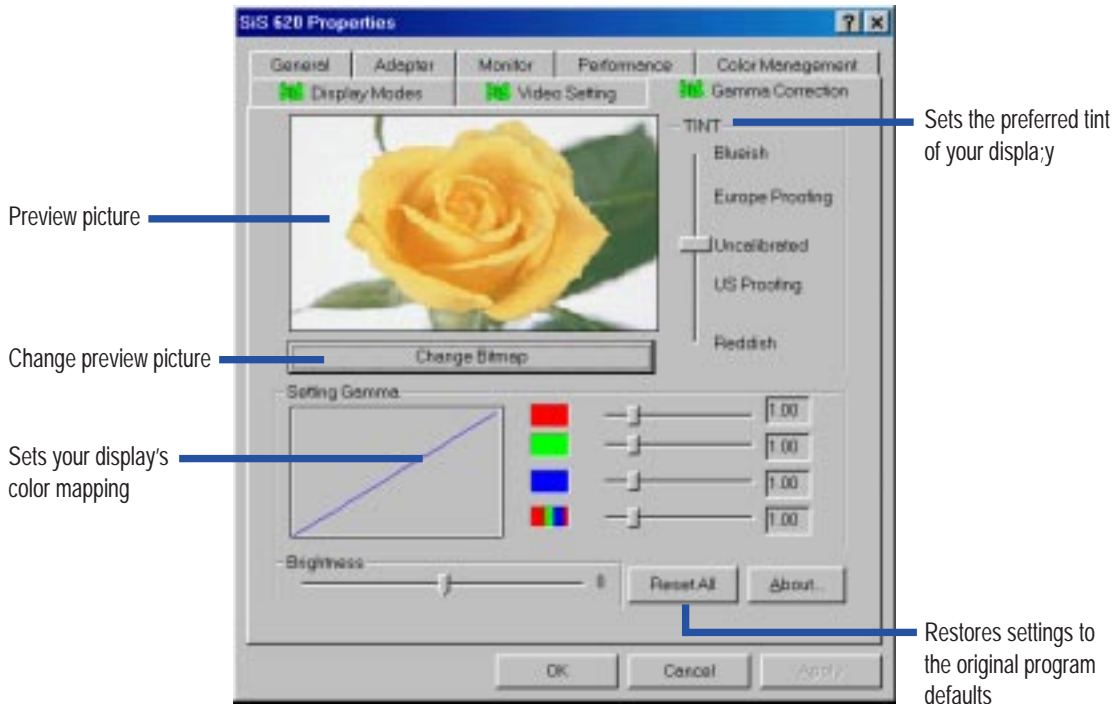 SiS 620 Properties
General Adapter Monitor Performance Color Management
Display Modes Video Setting Gamma Correction
TINT
Blueish
Europe Proofing
Uncalibrated
US Proofing
Reddish
Sets the preferred tint
of your displa;y
Preview picture
Change preview picture
Change Bitmap
Setting Gamma
1.00
1.00
1.00
1.00
Sets your display's
color mapping
Brightness
0
Reset All
About...
Restores settings to
the original program
defaults
OK
Cancel
Apply